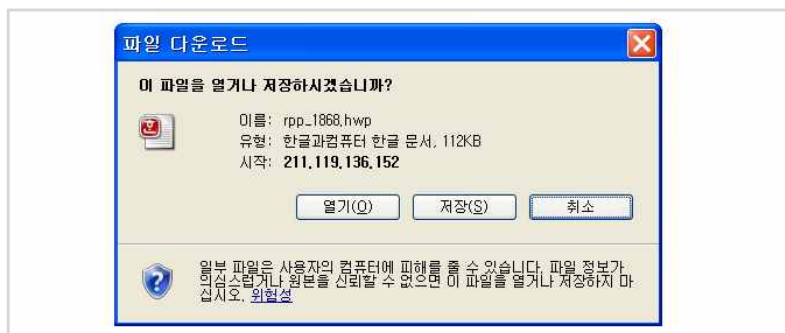 파일 다운로드
이 파일을 열거나 저장하시겠습니까?
이름: rpp_1868.hwp
유형: 한글과컴퓨터 한글 문서, 112KB
시작: 211.119.136.152
열기(O) 저장(S) 취소
일부 파일은 사용자의 컴퓨터에 피해를 줄 수 있습니다. 파일 정보가
의심스럽거나 원본을 신뢰할 수 없으면 이 파일을 열거나 저장하지 마
십시오. 위험성